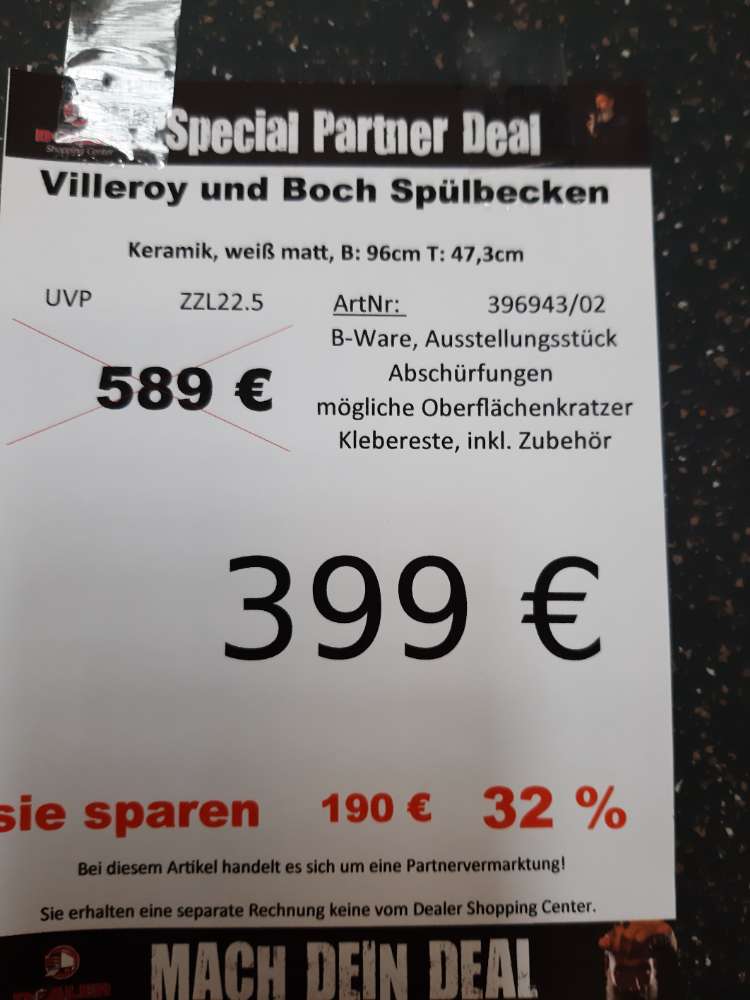 Special Partner Deal
Shopping Center
Villeroy und Boch Spülbecken
Keramik, weiß matt, B: 96cm T: 47,3cm
UVP ZZL22.5 ArtNr: 396943/02
B-Ware, Ausstellungsstück
589 €
Abschürfungen
mögliche Oberflächenkratzer
Klebereste, inkl. Zubehör
399 €
sie sparen 190 € 32 %
Bei diesem Artikel handelt es sich um eine Partnervermarktung!
Sie erhalten eine separate Rechnung keine vom Dealer Shopping Center.
MACH DEIN DEAL